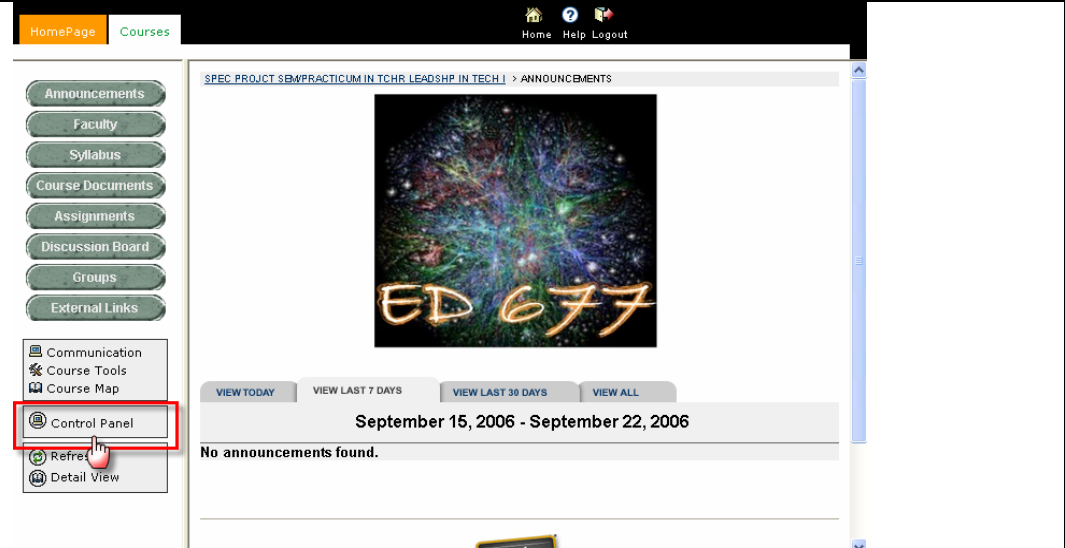 HomePage Courses
Home Help Logout
Announcements
Faculty
Syllabus
Course Documents
Assignments
Discussion Board
Groups
External Links
Communication
Course Tools
Course Map
Control Panel
Detail View
SPEC PROJCT SEM/PRACTICUM IN TCHR LEADSHP IN TECH I > ANNOUNCEMENTS
ED 677
VIEW TODAY VIEW LAST 7 DAYS VIEW LAST 30 DAYS VIEW ALL
September 15, 2006 - September 22, 2006
No announcements found.